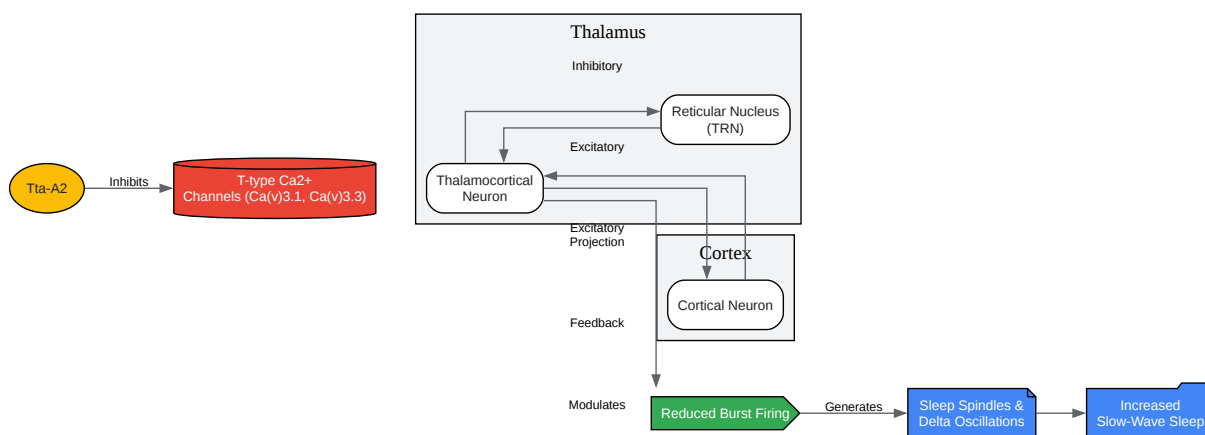 Thalamus
Inhibitory
Reticular Nucleus
(TRN)
Excitatory
Tta-A2
Inhibits
T-type Ca2+
Channels (Ca(v)3.1, Ca(v)3.3)
Thalamocortical
Neuron
Excitatory
Projection
Cortex
Cortical Neuron
Feedback
Modulates
Reduced Burst Firing
Generates
Sleep Spindles &
Delta Oscillations
Increased
Slow-Wave Sleep